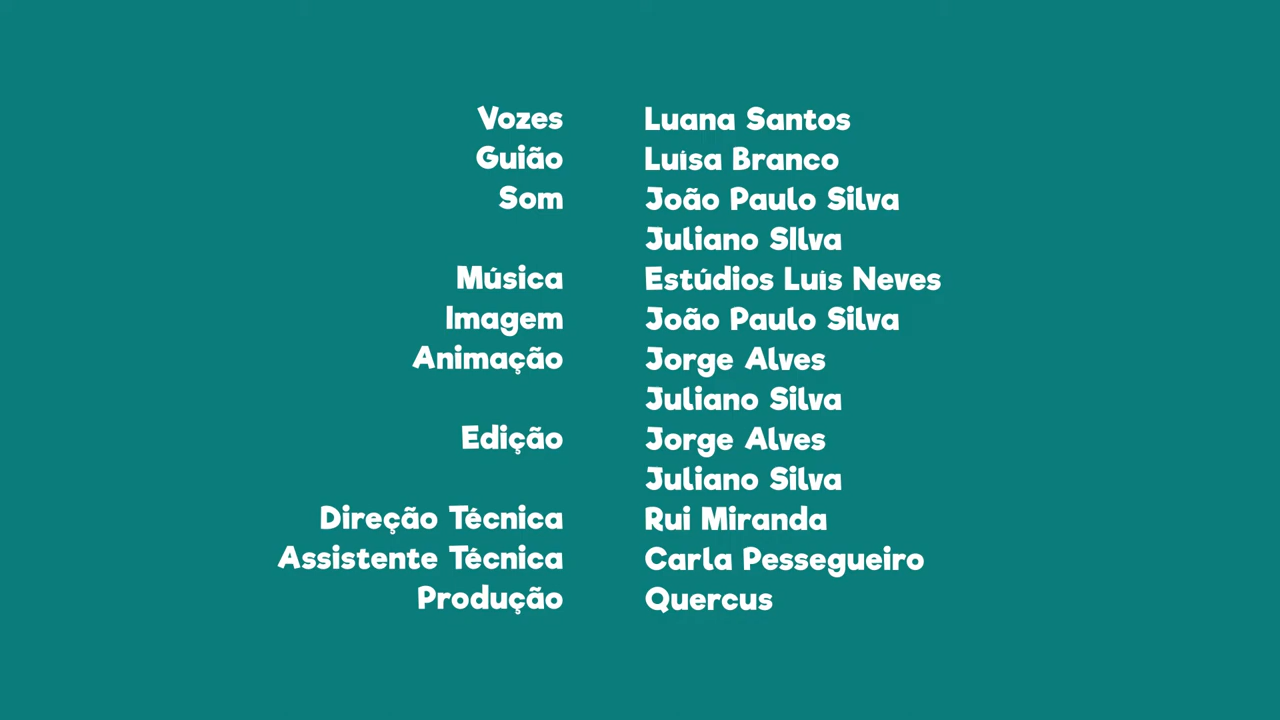 Vozes Luana Santos
Guião Luísa Branco
Som João Paulo Silva
Juliano SIlva
Música Estúdios Luís Neves
Imagem João Paulo Silva
Animação Jorge Alves
Juliano Silva
Edição Jorge Alves
Juliano Silva
Direção Técnica Rui Miranda
Assistente Técnica Carla Pessegueiro
Produção Quercus